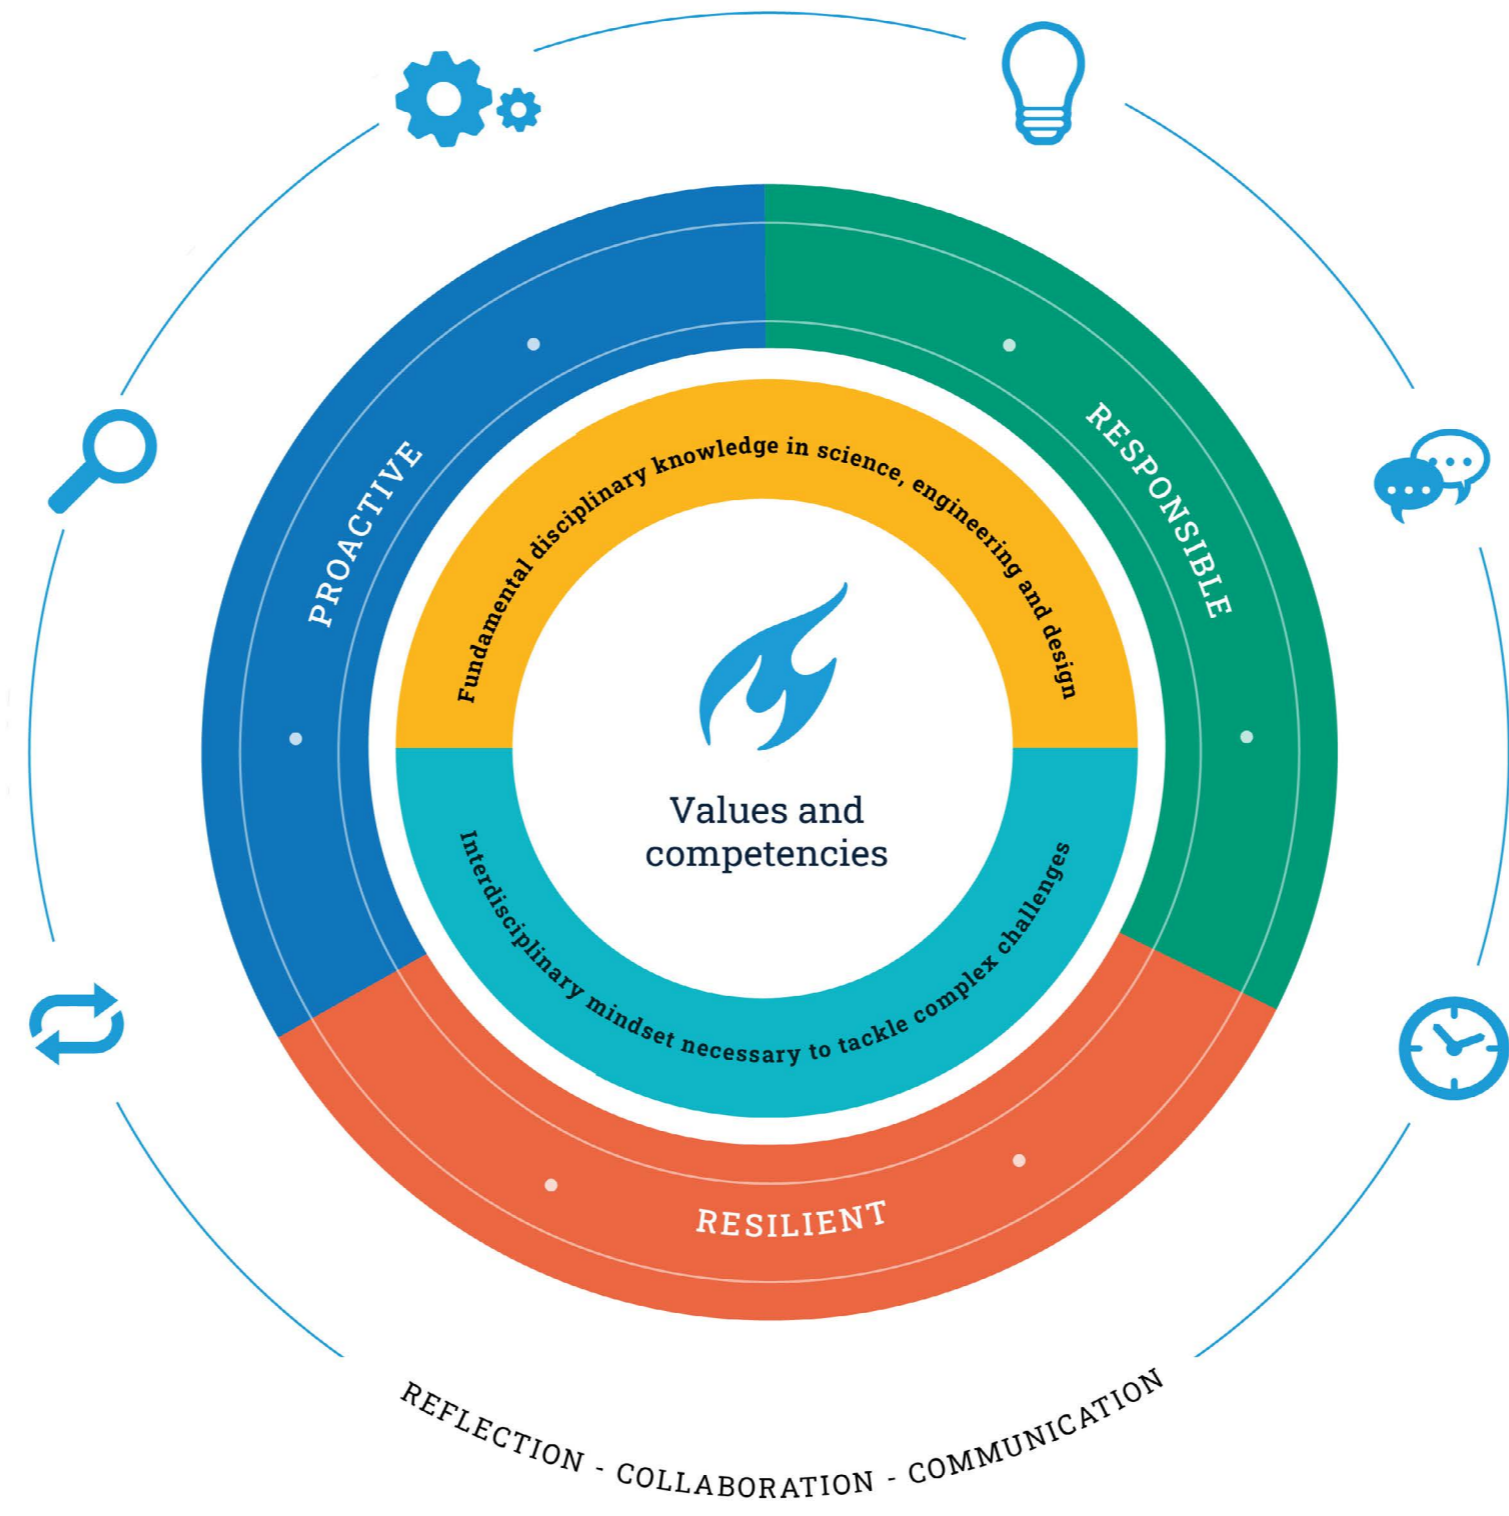 PROACTIVE
RESPONSIBLE
Fundamental disciplinary knowledge in science, engineering and design
Values and
competencies
Interdisciplinary mindset necessary to tackle complex challenges
RESILIENT
REFLECTION - COLLABORATION - COMMUNICATION